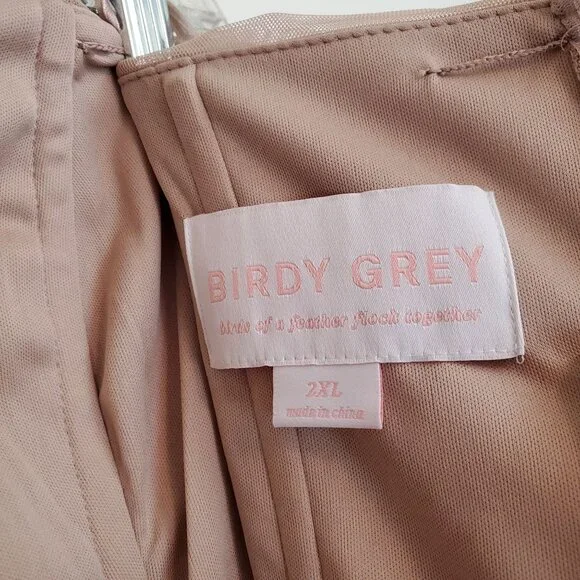 BIRDY GREY
birds of a feather flock together
2XL
made in china